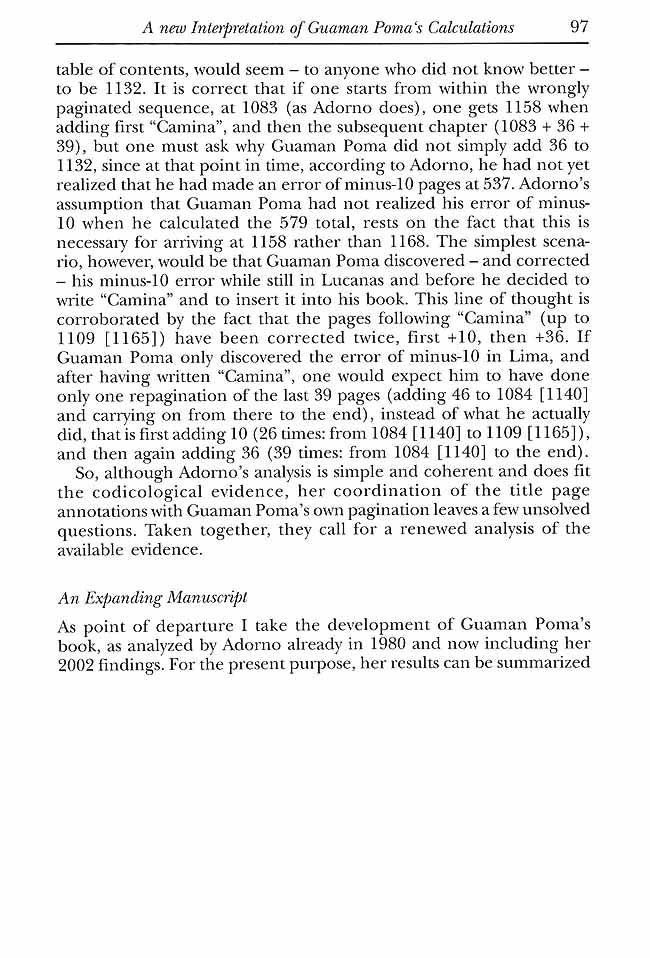 A new Interpretation of Guaman Poma‘s Calculations 97
table of contents, would seem – to anyone who did not know better –
to be 1132. It is correct that if one starts from within the wrongly
paginated sequence, at 1083 (as Adorno does), one gets 1158 when
adding first “Camina”, and then the subsequent chapter (1083 + 36 +
39), but one must ask why Guaman Poma did not simply add 36 to
1132, since at that point in time, according to Adorno, he had not yet
realized that he had made an error of minus-10 pages at 537. Adorno’s
assumption that Guaman Poma had not realized his error of minus-
10 when he calculated the 579 total, rests on the fact that this is
necessary for arriving at 1158 rather than 1168. The simplest scena-
rio, however, would be that Guaman Poma discovered – and corrected
– his minus-10 error while still in Lucanas and before he decided to
write “Camina” and to insert it into his book. This line of thought is
corroborated by the fact that the pages following “Camina” (up to
1109 [1165]) have been corrected twice, first +10, then +36. If
Guaman Poma only discovered the error of minus-10 in Lima, and
after having written “Camina”, one would expect him to have done
only one repagination of the last 39 pages (adding 46 to 1084 [1140]
and carrying on from there to the end), instead of what he actually
did, that is first adding 10 (26 times: from 1084 [1140] to 1109 [1165]),
and then again adding 36 (39 times: from 1084 [1140] to the end).
So, although Adorno’s analysis is simple and coherent and does fit
the codicological evidence, her coordination of the title page
annotations with Guaman Poma’s own pagination leaves a few unsolved
questions. Taken together, they call for a renewed analysis of the
available evidence.
An Expanding Manuscript
As point of departure I take the development of Guaman Poma’s
book, as analyzed by Adorno already in 1980 and now including her
2002 findings. For the present purpose, her results can be summarized